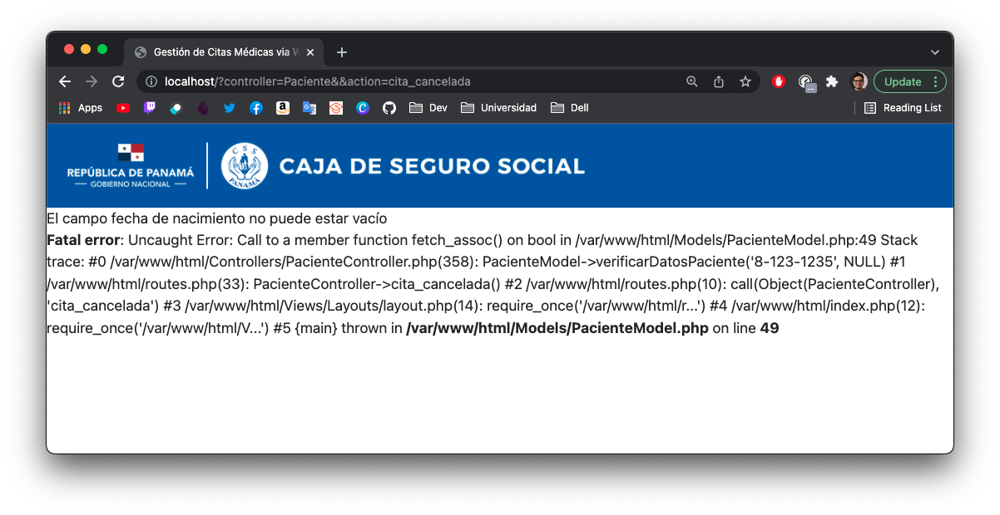 Gestión de Citas Médicas via W
localhost/?controller=Paciente&&action=cita_cancelada
Update
Apps
Dev
Universidad
Dell
Reading List
REPÚBLICA DE PANAMÁ
GOBIERNO NACIONAL
CSS
PANAMA
CAJA DE SEGURO SOCIAL
El campo fecha de nacimiento no puede estar vacío
Fatal error: Uncaught Error: Call to a member function fetch_assoc() on bool in /var/www/html/Models/PacienteModel.php:49 Stack
trace: #0 /var/www/html/Controllers/PacienteController.php(358): PacienteModel->verificarDatosPaciente('8-123-1235', NULL) #1
/var/www/html/routes.php(33): PacienteController->cita_cancelada() #2 /var/www/html/routes.php(10): call(Object(PacienteController),
'cita_cancelada') #3 /var/www/html/Views/Layouts/layout.php(14): require_once('/var/www/html/r...') #4 /var/www/html/index.php(12):
require_once('/var/www/html/V...') #5 {main} thrown in /var/www/html/Models/PacienteModel.php on line 49